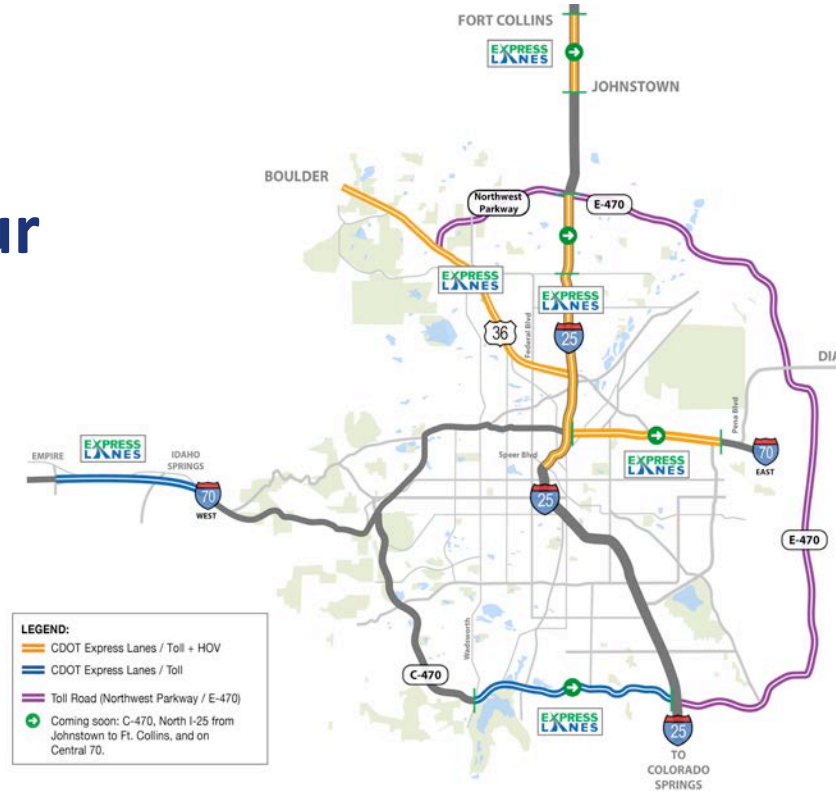 FORT COLLINS
EXPRESS
LANES
JOHNSTOWN
BOULDER
Northwest
Parkway
E-470
ur
EXPRESS
LANES
EXPRESS
LANES
36
Federal Blvd
25
DIA
Pena Blvd
EXPRESS
LANES
EMPIRE
IDAHO
SPRINGS
70
WEST
Speer Blvd
EXPRESS
LANES
70
EAST
25
E-470
LEGEND:
CDOT Express Lanes / Toll + HOV
CDOT Express Lanes / Toll
Toll Road (Northwest Parkway / E-470)
Coming soon: C-470, North I-25 from
Johnstown to Ft. Collins, and on
Central 70.
Wadsworth
C-470
EXPRESS
LANES
25
TO
COLORADO
SPRINGS